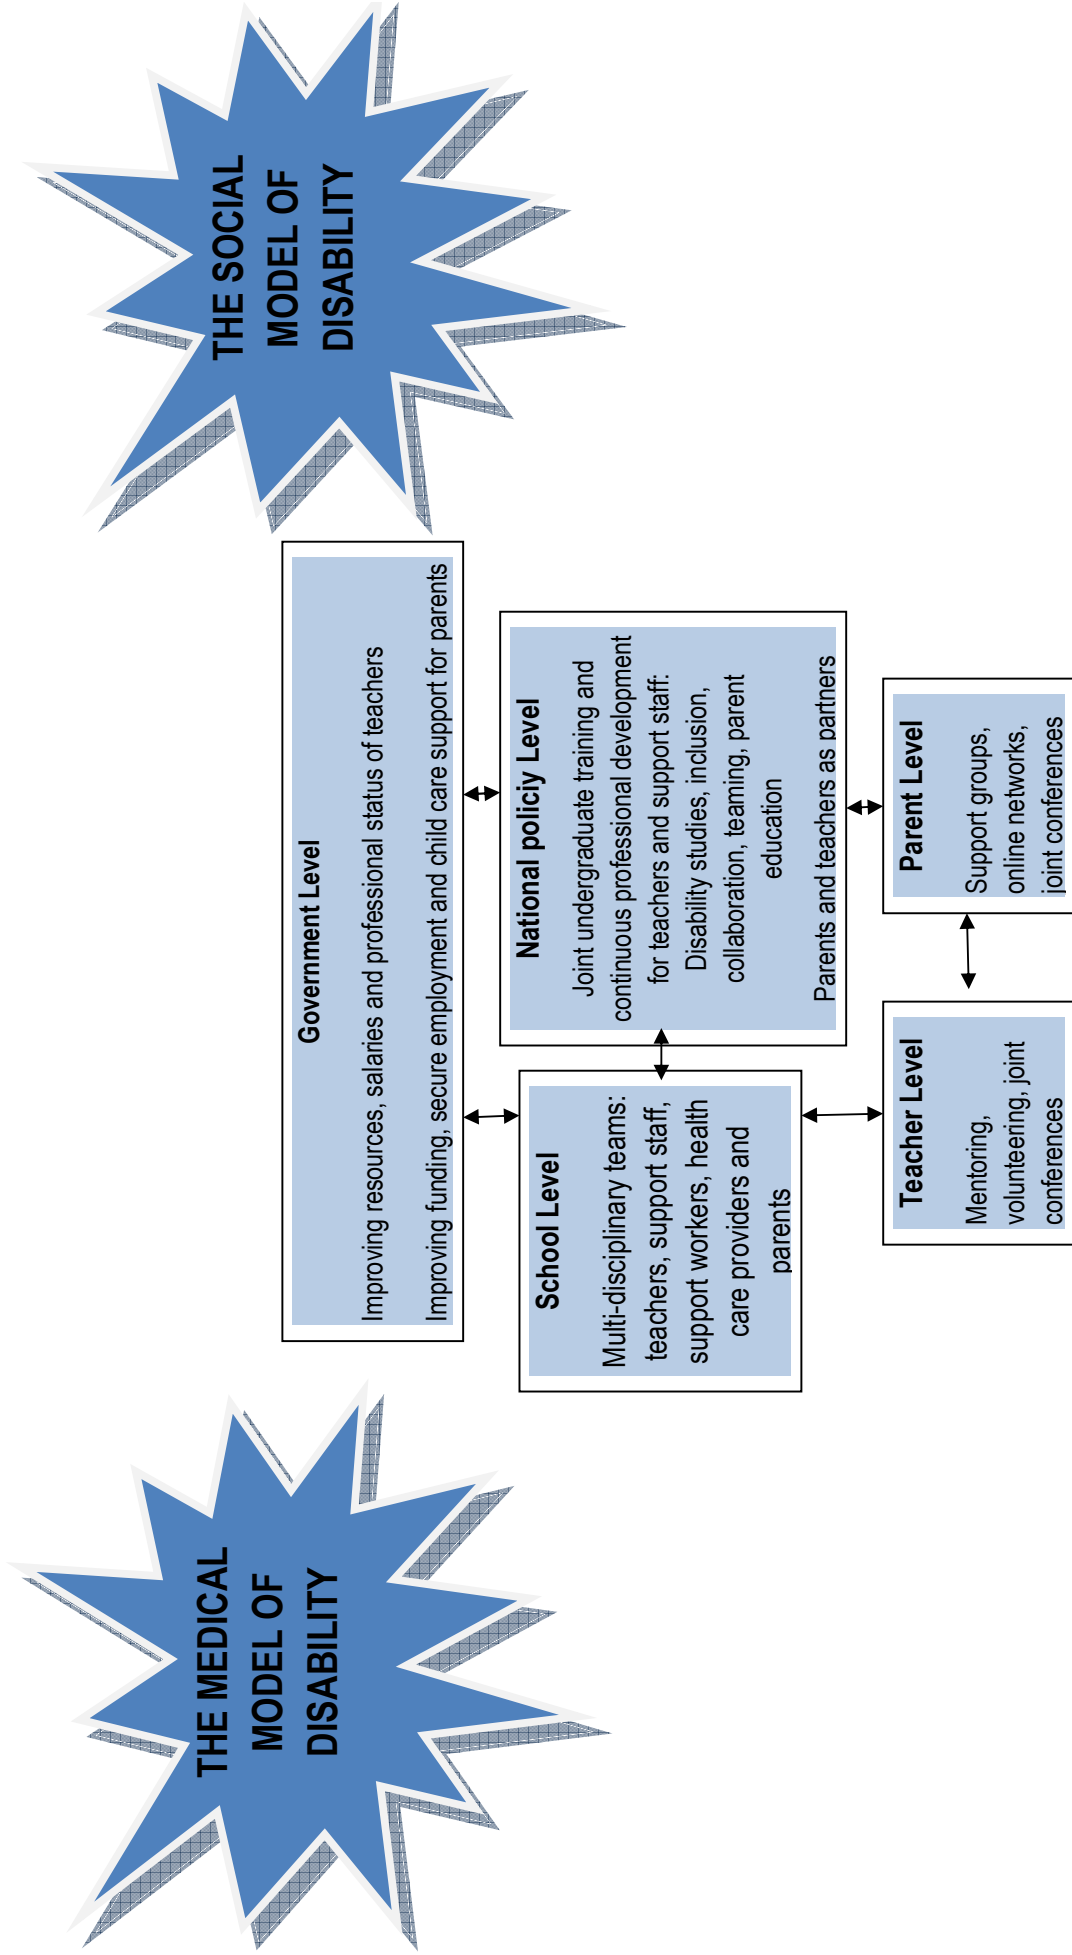 THE MEDICAL
MODEL OF
DISABILITY
THE SOCIAL
MODEL OF
DISABILITY
Government Level
Improving resources, salaries and professional status of teachers
Improving funding, secure employment and child care support for parents
School Level
Multi-disciplinary teams:
teachers, support staff,
support workers, health
care providers and
parents
National policiy Level
Joint undergraduate training and
continuous professional development
for teachers and support staff:
Disability studies, inclusion,
collaboration, teaming, parent
education
Parents and teachers as partners
Teacher Level
Mentoring,
volunteering, joint
conferences
Parent Level
Support groups,
online networks,
joint conferences